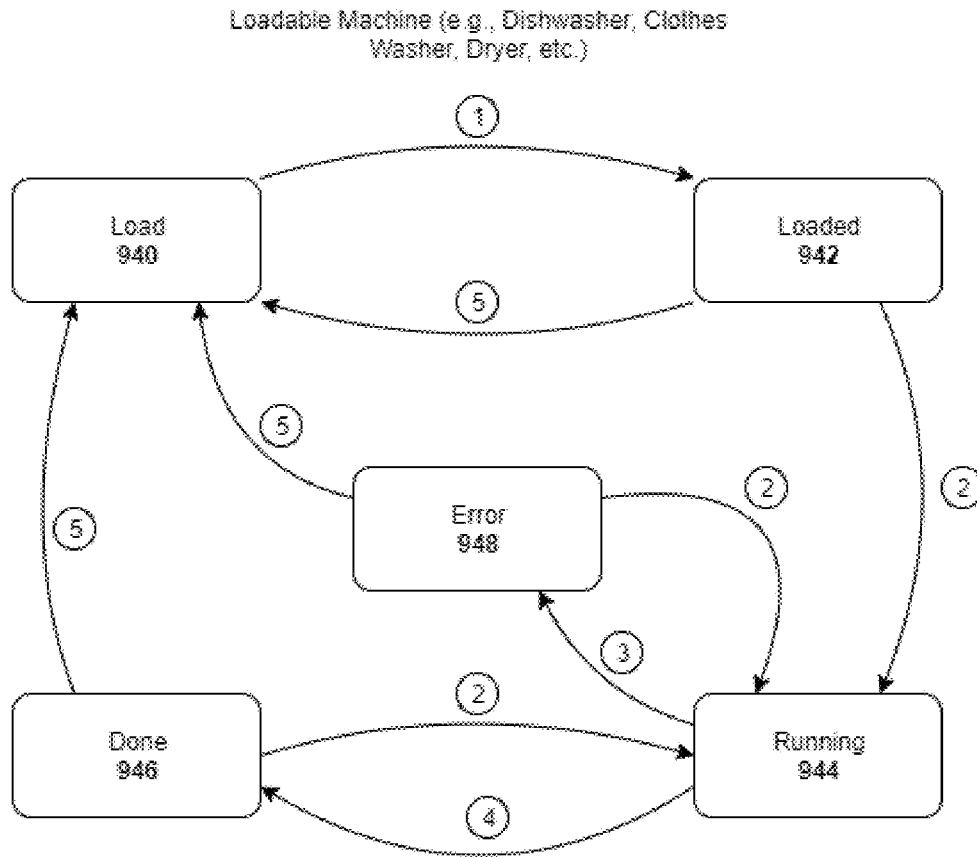 Loadable Machine (e.g., Dishwasher, Clothes
Washer, Dryer, etc.)
1
Load
940
Loaded
942
5
5
2
2
Error
948
5
3
2
Done
946
Running
944
4